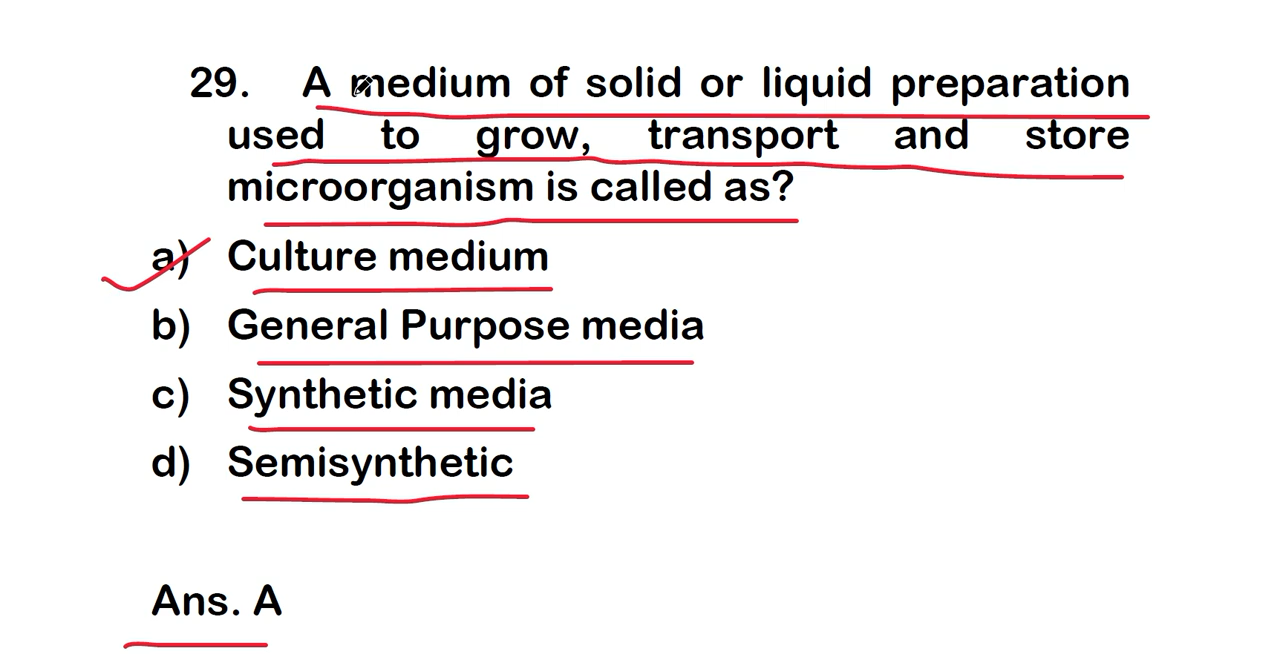 29. A medium of solid or liquid preparation
used to grow, transport and store
microorganism is called as?
a) Culture medium
b) General Purpose media
c) Synthetic media
d) Semisynthetic
Ans. A